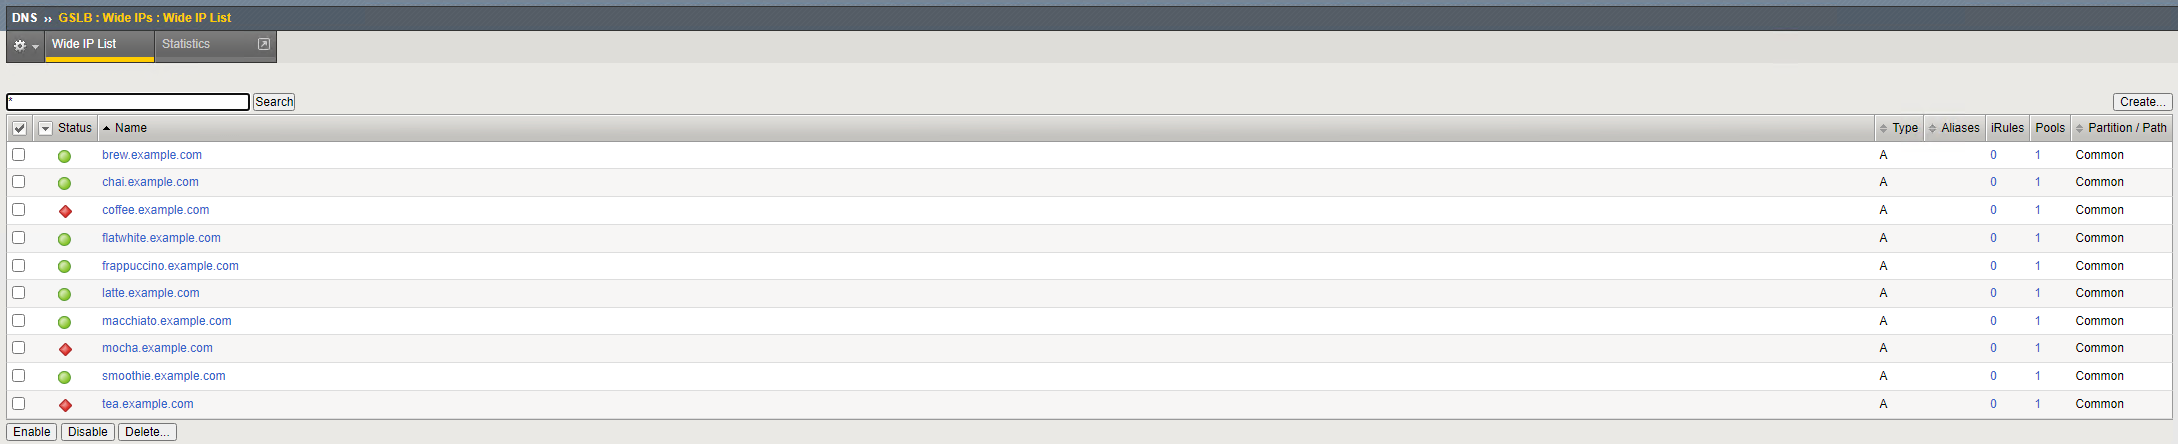 DNS ›› GSLB : Wide IPs : Wide IP List
Wide IP List Statistics
* Search Create...
Status Name Type Aliases iRules Pools Partition / Path
brew.example.com A 0 1 Common
chai.example.com A 0 1 Common
coffee.example.com A 0 1 Common
flatwhite.example.com A 0 1 Common
frappuccino.example.com A 0 1 Common
latte.example.com A 0 1 Common
macchiato.example.com A 0 1 Common
mocha.example.com A 0 1 Common
smoothie.example.com A 0 1 Common
tea.example.com A 0 1 Common
Enable Disable Delete...